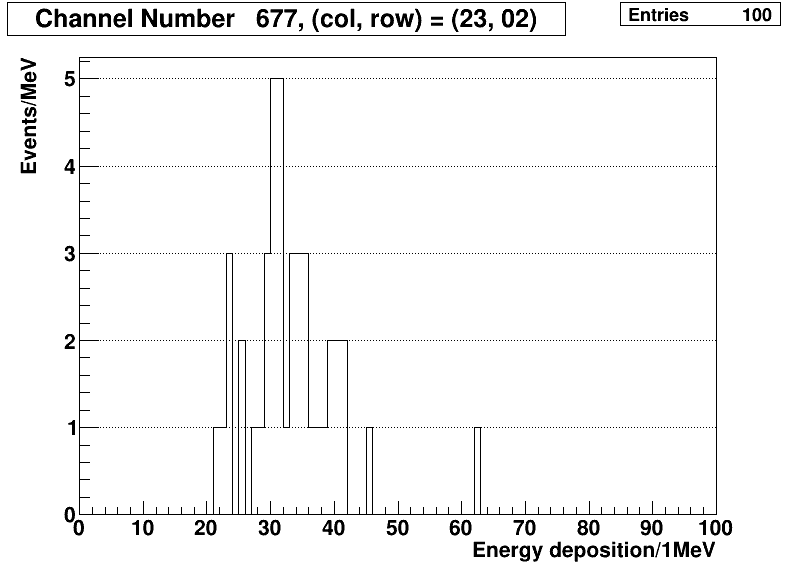 Channel Number 677, (col, row) = (23, 02)
Entries 100
Events/MeV
5
4
3
2
1
0
0 10 20 30 40 50 60 70 80 90 100
Energy deposition/1MeV